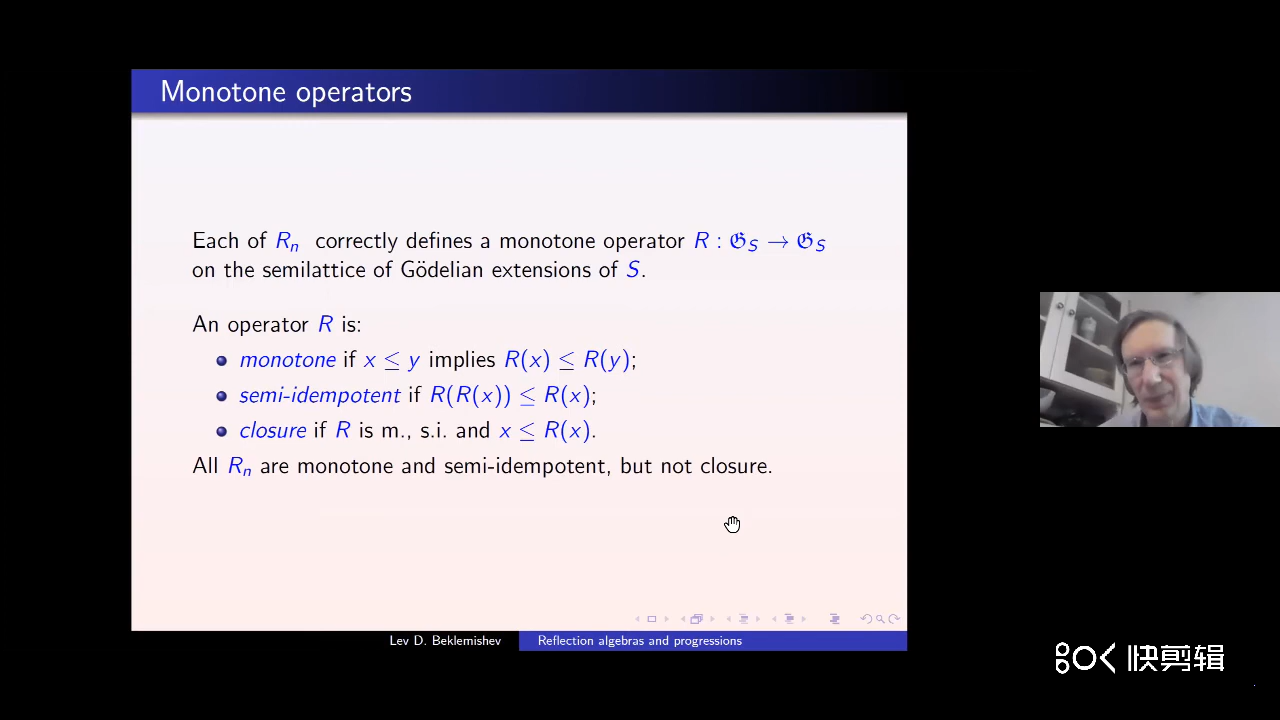 Monotone operators
Each of Rₙ correctly defines a monotone operator R : 𝔊_S → 𝔊_S
on the semilattice of Gödelian extensions of S.
An operator R is:
monotone if x ≤ y implies R(x) ≤ R(y);
semi-idempotent if R(R(x)) ≤ R(x);
closure if R is m., s.i. and x ≤ R(x).
All Rₙ are monotone and semi-idempotent, but not closure.
Lev D. Beklemishev
Reflection algebras and progressions
快剪辑